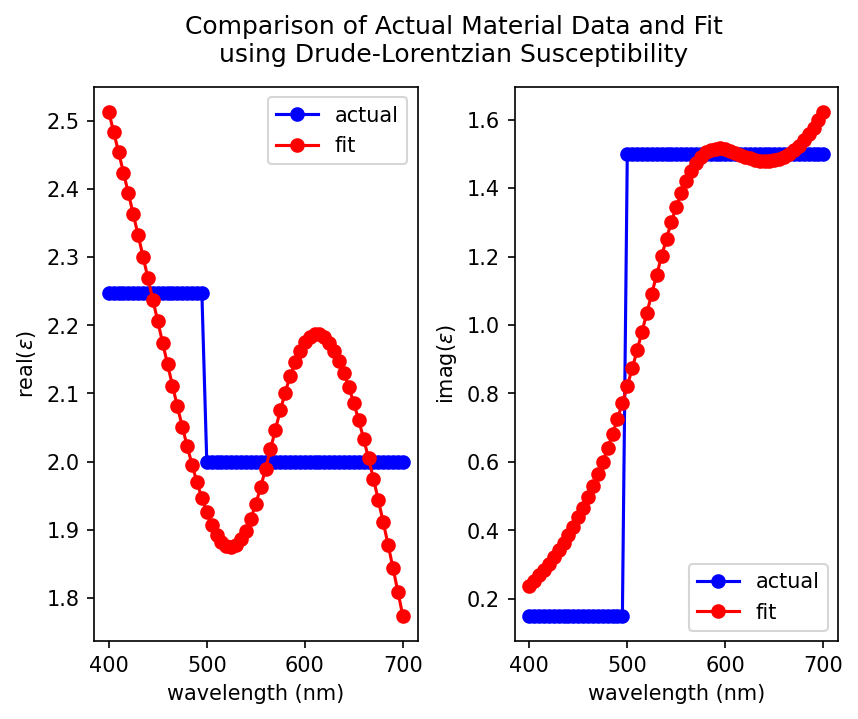 Comparison of Actual Material Data and Fit
using Drude-Lorentzian Susceptibility
real(ε)
2.5
2.4
2.3
2.2
2.1
2.0
1.9
1.8
actual
fit
400
500
600
700
wavelength (nm)
imag(ε)
1.6
1.4
1.2
1.0
0.8
0.6
0.4
0.2
actual
fit
400
500
600
700
wavelength (nm)